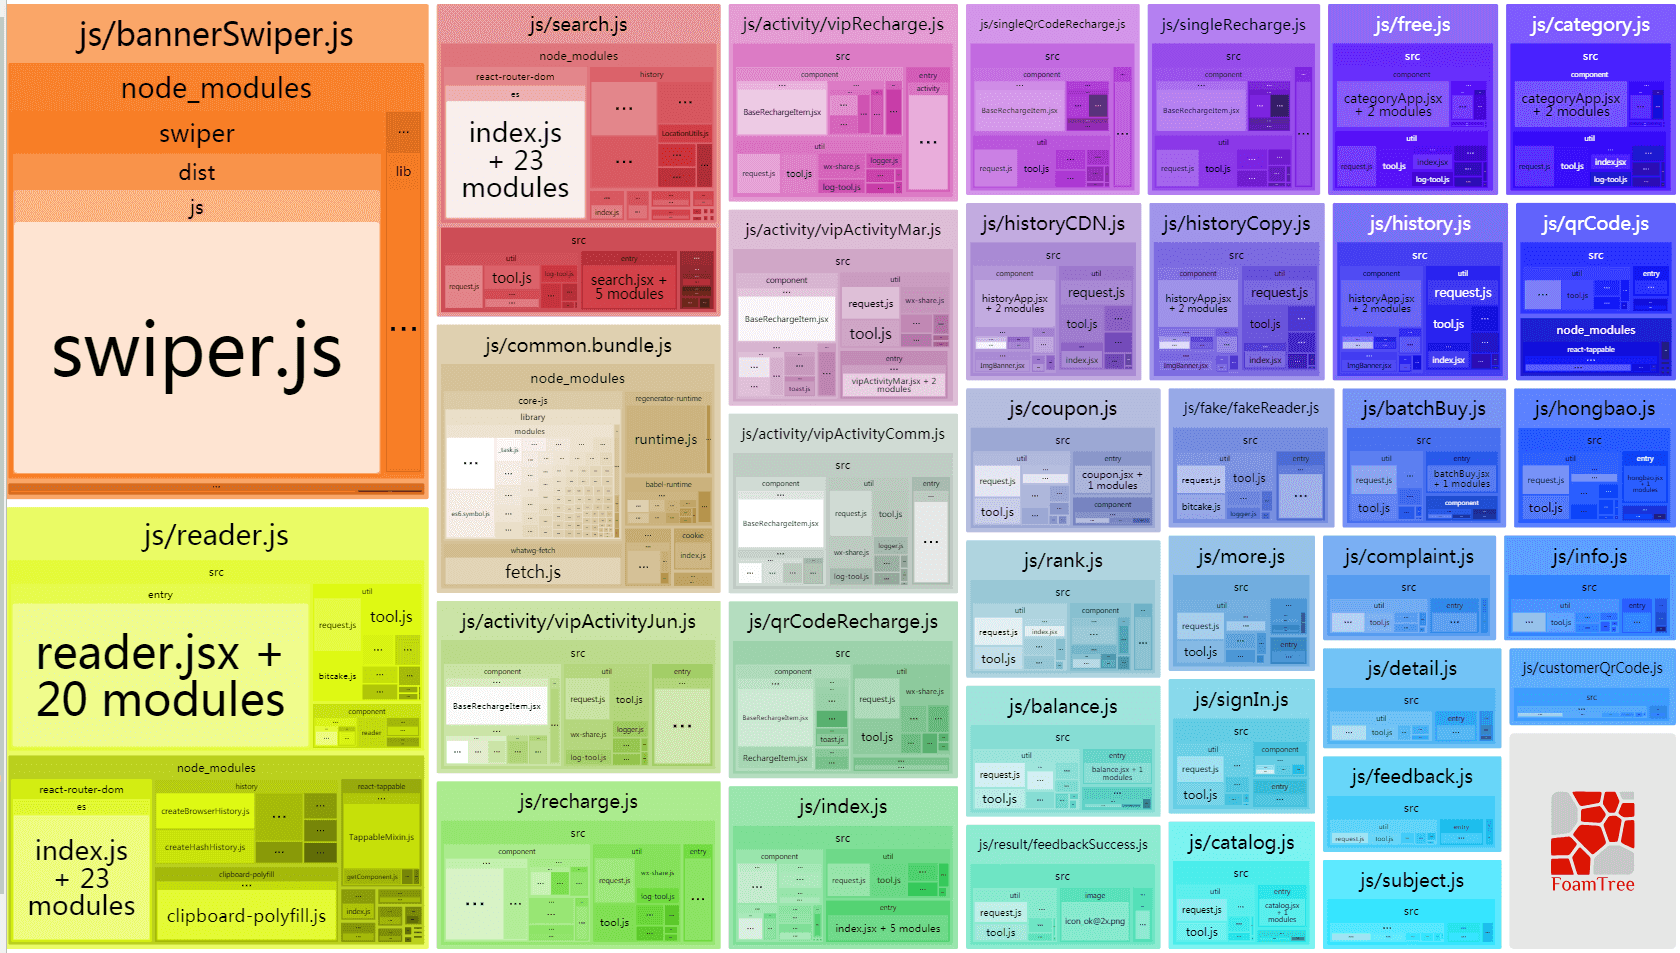 js/bannerSwiper.js
node_modules
swiper
...
dist
lib
js
swiper.js
...
...
js/reader.js
src
entry
util
reader.jsx +
20 modules
request.js
tool.js
...
...
bitcake.js
...
component
...
...
reader
node_modules
react-router-dom
history
react-tappable
es
index.js
+ 23
modules
createBrowserHistory.js
createHashHistory.js
...
...
...
...
TappableMixin.js
getComponent.js
clipboard-polyfill
clipboard-polyfill.js
index.js
js/search.js
node_modules
react-router-dom
history
es
index.js
+ 23
modules
...
...
LocationUtils.js
...
index.js
src
util
entry
request.js
tool.js
log-tool.js
search.jsx +
5 modules
js/common.bundle.js
node_modules
core-js
regenerator-runtime
library
modules
...
_task.js
runtime.js
es6.symbol.js
babel-runtime
whatwg-fetch
fetch.js
cookie
index.js
js/activity/vipActivityJun.js
src
component
util
entry
BaseRechargeItem.jsx
request.js
tool.js
wx-share.js
logger.js
log-tool.js
...
js/recharge.js
src
component
util
entry
...
...
request.js
wx-share.js
log-tool.js
tool.js
js/activity/vipRecharge.js
src
component
entry
activity
BaseRechargeItem.jsx
...
util
request.js
tool.js
wx-share.js
logger.js
log-tool.js
js/activity/vipActivityMar.js
src
component
util
BaseRechargeItem.jsx
request.js
wx-share.js
tool.js
entry
toast.js
vipActivityMar.jsx + 2
modules
js/activity/vipActivityComm.js
src
component
util
entry
BaseRechargeItem.jsx
request.js
tool.js
wx-share.js
logger.js
log-tool.js
...
js/qrCodeRecharge.js
src
component
util
BaseRechargeItem.jsx
request.js
wx-share.js
toast.js
tool.js
RechargeItem.jsx
entry
js/index.js
src
component
util
request.js
tool.js
entry
index.jsx + 5 modules
js/singleQrCodeRecharge.js
src
component
BaseRechargeItem.jsx
util
request.js
tool.js
js/singleRecharge.js
src
component
BaseRechargeItem.jsx
util
request.js
tool.js
js/free.js
src
component
categoryApp.jsx
+ 2 modules
util
request.js
tool.js
index.jsx
log-tool.js
js/category.js
src
component
categoryApp.jsx
+ 2 modules
util
request.js
tool.js
index.jsx
log-tool.js
js/historyCDN.js
src
component
util
historyApp.jsx
+ 2 modules
request.js
tool.js
ImgBanner.jsx
index.jsx
js/historyCopy.js
src
component
util
historyApp.jsx
+ 2 modules
request.js
tool.js
ImgBanner.jsx
index.jsx
js/history.js
src
component
util
historyApp.jsx
+ 2 modules
request.js
tool.js
ImgBanner.jsx
index.jsx
js/qrCode.js
src
util
entry
tool.js
node_modules
react-tappable
js/coupon.js
src
util
entry
request.js
coupon.jsx +
1 modules
tool.js
component
js/fake/fakeReader.js
src
util
entry
request.js
tool.js
bitcake.js
logger.js
js/batchBuy.js
src
util
entry
request.js
batchBuy.jsx
+ 1 modules
tool.js
component
js/hongbao.js
src
util
entry
request.js
hongbao.jsx + 1
modules
tool.js
js/rank.js
src
util
component
request.js
index.jsx
tool.js
js/more.js
src
util
request.js
tool.js
entry
js/complaint.js
src
util
entry
tool.js
js/info.js
src
util
entry
tool.js
js/balance.js
src
util
entry
request.js
balance.jsx + 1
modules
tool.js
js/signIn.js
src
util
component
request.js
tool.js
entry
js/detail.js
src
util
entry
tool.js
js/customerQrCode.js
src
js/feedback.js
src
util
entry
request.js
tool.js
js/result/feedbackSuccess.js
src
util
image
request.js
icon_ok@2x.png
tool.js
js/catalog.js
src
util
entry
request.js
catalog.jsx
+ 1
modules
tool.js
js/subject.js
src
FoamTree